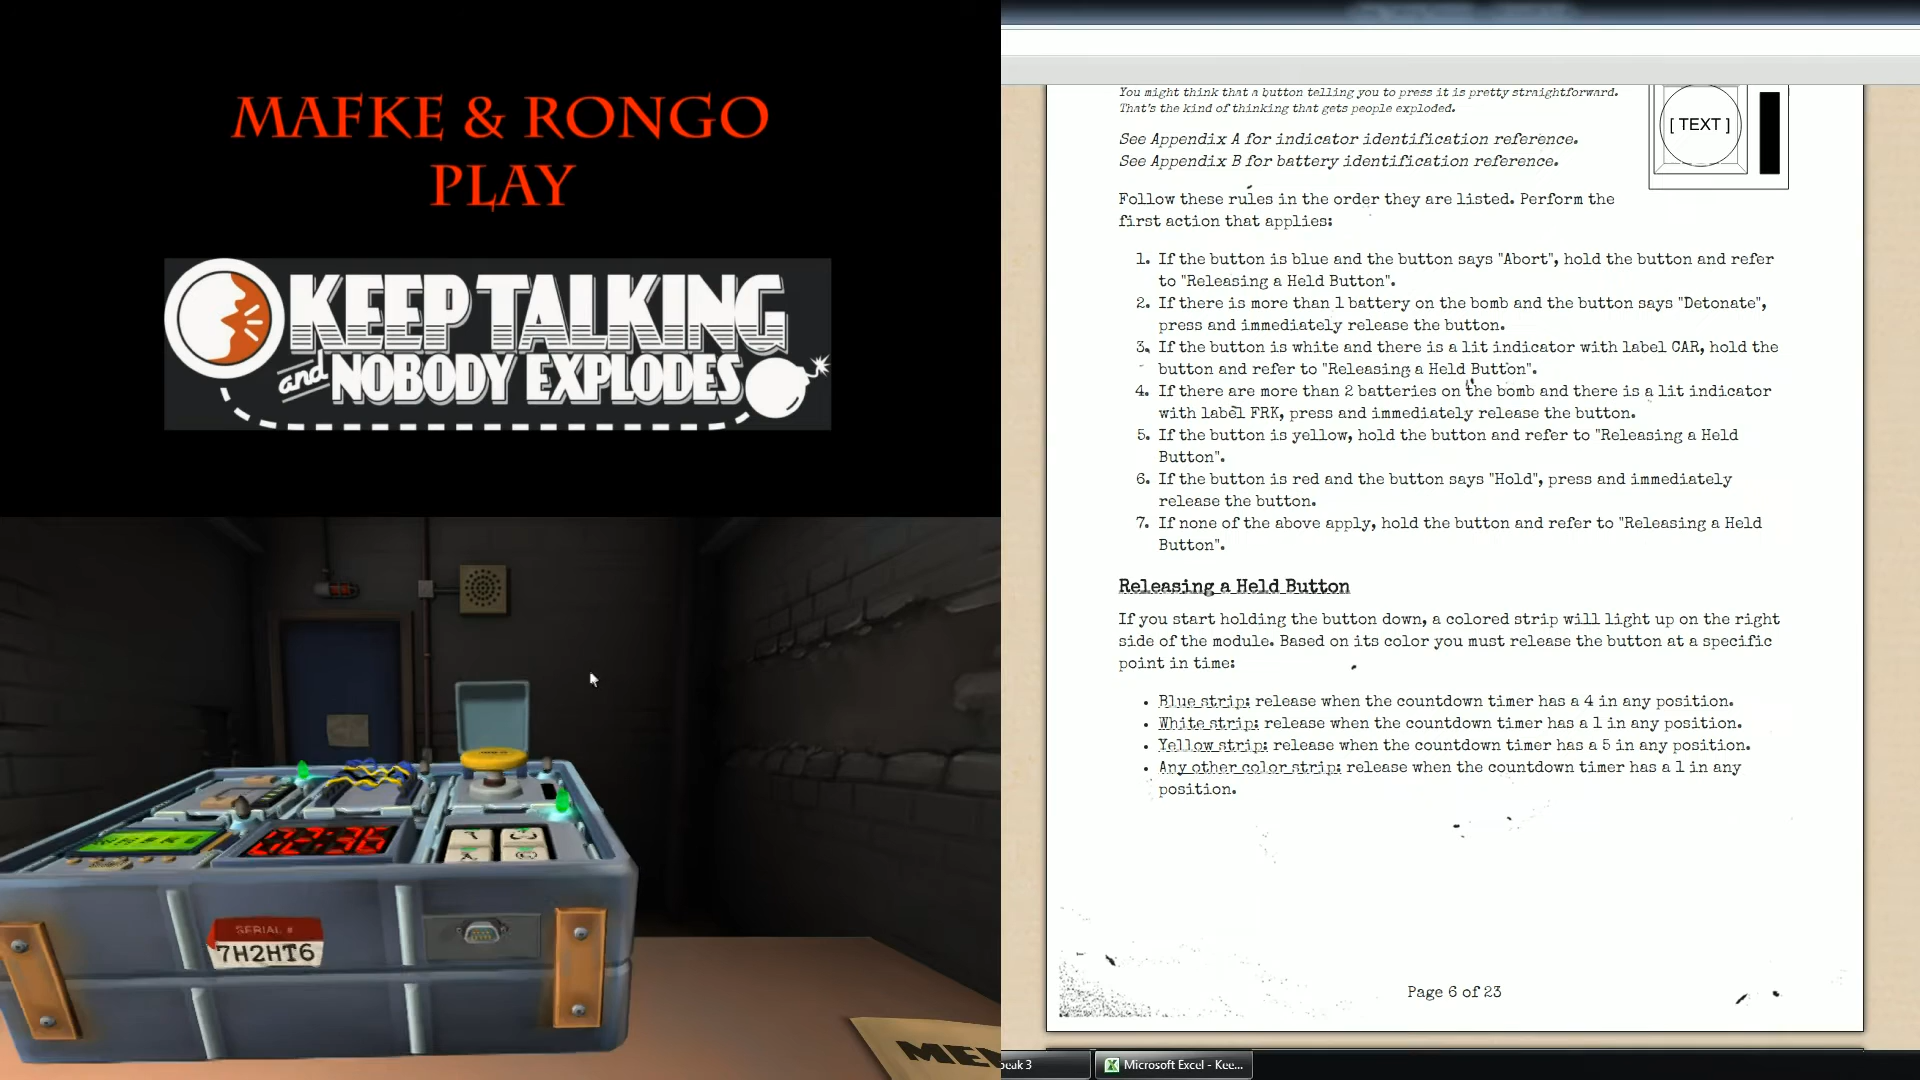 MAFKE & RONGO
PLAY
KEEP TALKING
and NOBODY EXPLODES
SERIAL #
7H2HT6
You might think that a button telling you to press it is pretty straightforward.
That's the kind of thinking that gets people exploded.
[ TEXT ]
See Appendix A for indicator identification reference.
See Appendix B for battery identification reference.
Follow these rules in the order they are listed. Perform the
first action that applies:
1. If the button is blue and the button says "Abort", hold the button and refer
to "Releasing a Held Button".
2. If there is more than 1 battery on the bomb and the button says "Detonate",
press and immediately release the button.
3. If the button is white and there is a lit indicator with label CAR, hold the
button and refer to "Releasing a Held Button".
4. If there are more than 2 batteries on the bomb and there is a lit indicator
with label FRK, press and immediately release the button.
5. If the button is yellow, hold the button and refer to "Releasing a Held
Button".
6. If the button is red and the button says "Hold", press and immediately
release the button.
7. If none of the above apply, hold the button and refer to "Releasing a Held
Button".
Releasing a Held Button
If you start holding the button down, a colored strip will light up on the right
side of the module. Based on its color you must release the button at a specific
point in time:
• Blue strip: release when the countdown timer has a 4 in any position.
• White strip: release when the countdown timer has a 1 in any position.
• Yellow strip: release when the countdown timer has a 5 in any position.
• Any other color strip: release when the countdown timer has a 1 in any
position.
Page 6 of 23
peak 3
Microsoft Excel - Kee...